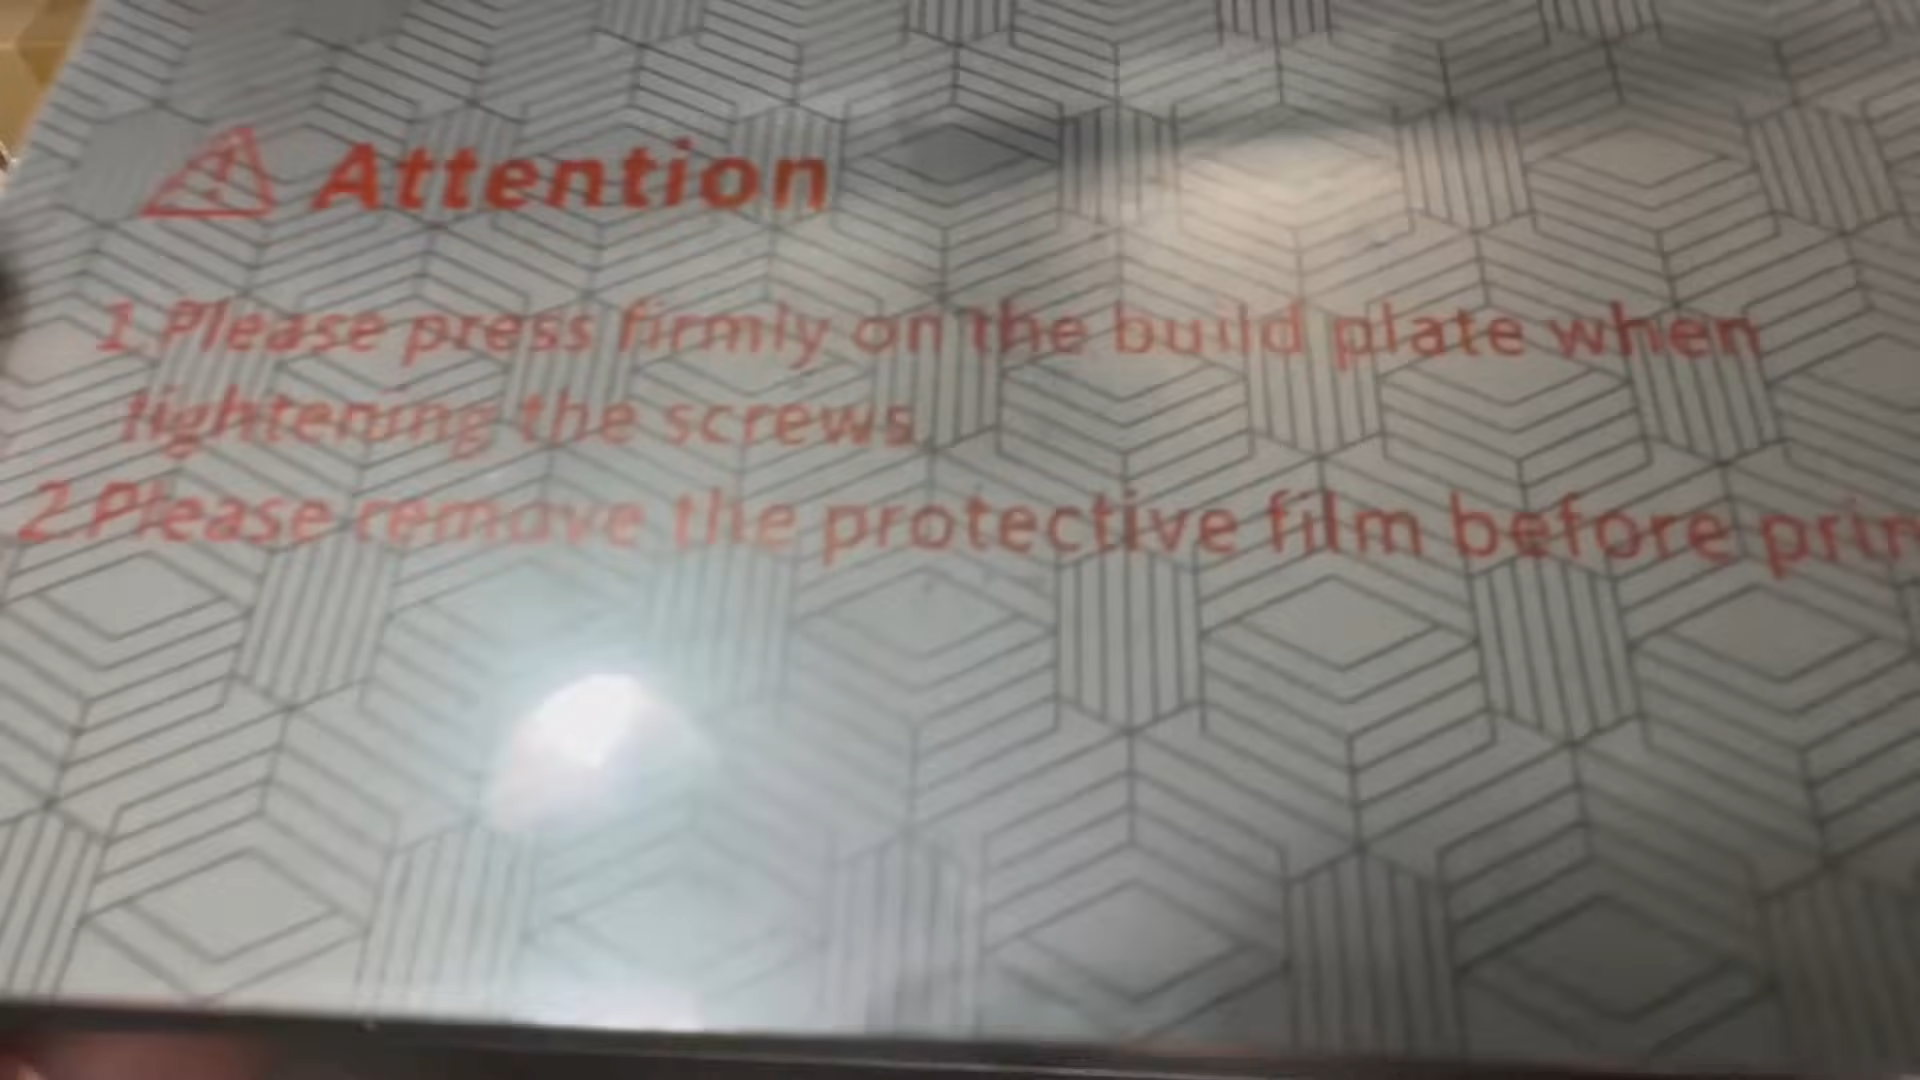 Attention
1.Please press firmly on the build plate when
tightening the screws
2.Please remove the protective film before prin